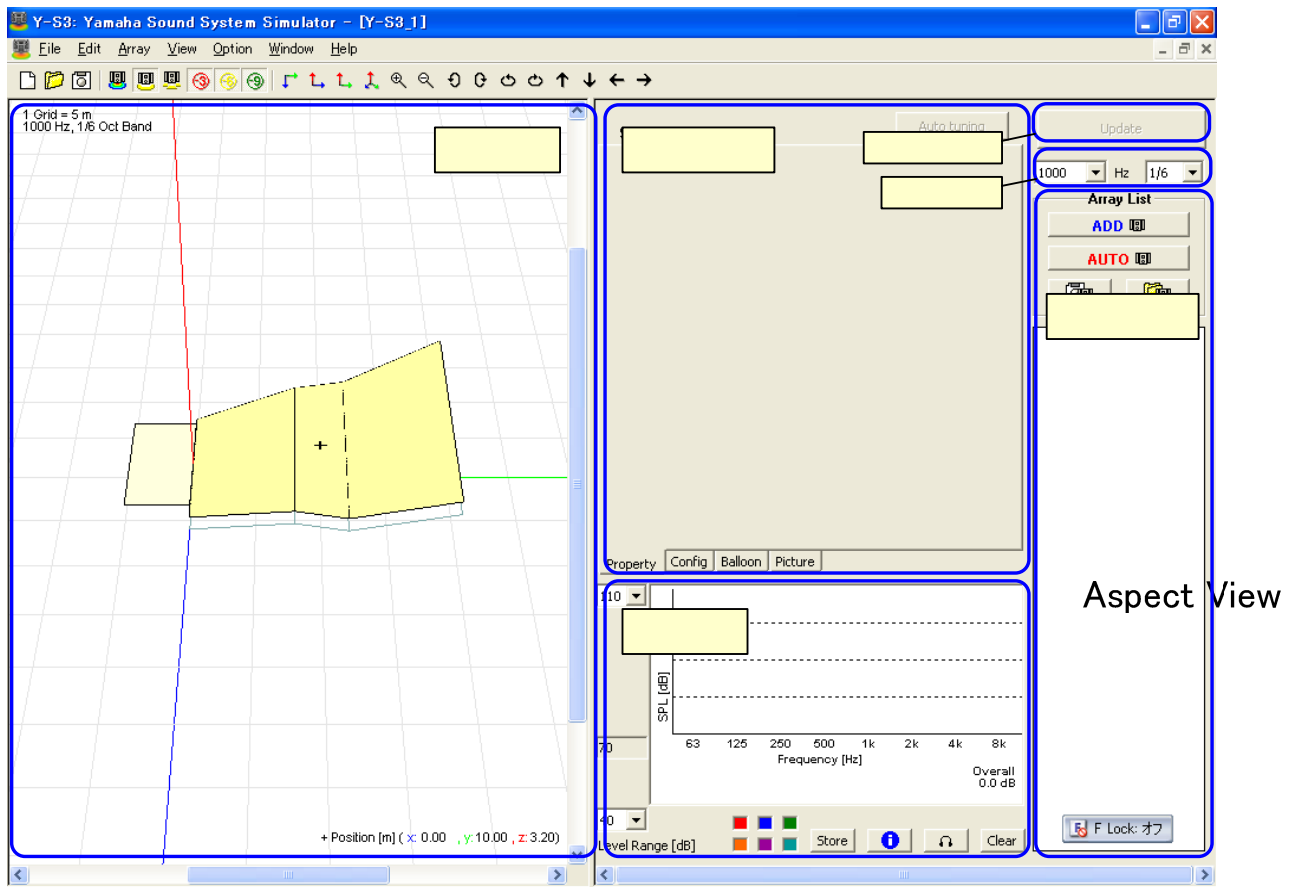 Y-S3: Yamaha Sound System Simulator - [Y-S3_1]
File Edit Array View Option Window Help
-3 -6 -9
1 Grid = 5 m
1000 Hz, 1/6 Oct Band
Auto tuning
Update
1000 Hz 1/6
Array List
ADD
AUTO
Property Config Balloon Picture
Aspect View
SPL [dB]
70
63 125 250 500 1k 2k 4k 8k
Frequency [Hz]
Overall
0.0 dB
+ Position [m] ( x: 0.00 , y:10.00 , z: 3.20)
Level Range [dB]
Store
Clear
F Lock: オフ